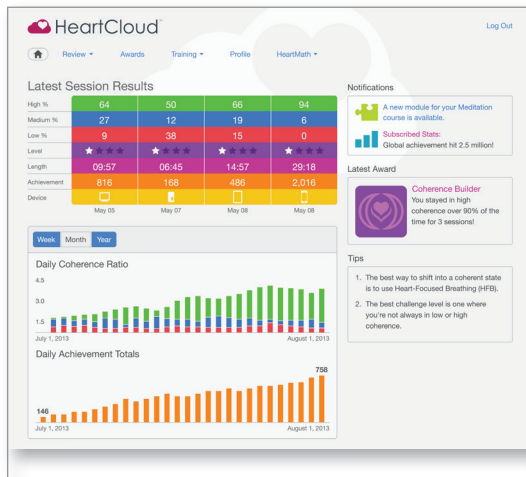 HeartCloud
Log Out
Review
Awards
Training
Profile
HeartMath
Latest Session Results
High % 64 50 66 94
Medium % 27 12 19 6
Low % 9 38 15 0
Level
Length 09:57 06:45 14:57 29:18
Achievement 816 168 486 2,016
Device
May 05 May 07 May 08 May 08
Week Month Year
Daily Coherence Ratio
4.5
3.0
1.5
July 1, 2013 August 1, 2013
Daily Achievement Totals
758
146
July 1, 2013 August 1, 2013
Notifications
A new module for your Meditation
course is available.
Subscribed Stats:
Global achievement hit 2.5 million!
Latest Award
Coherence Builder
You stayed in high
coherence over 90% of the
time for 3 sessions!
Tips
1. The best way to shift into a coherent state
is to use Heart-Focused Breathing (HFB).
2. The best challenge level is one where
you're not always in low or high
coherence.